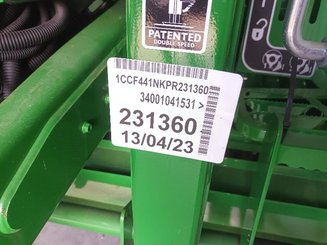 PATENTED
DOUBLE SPEED
1CCF441NKPR231360
34001041531 >
231360
13/04/23